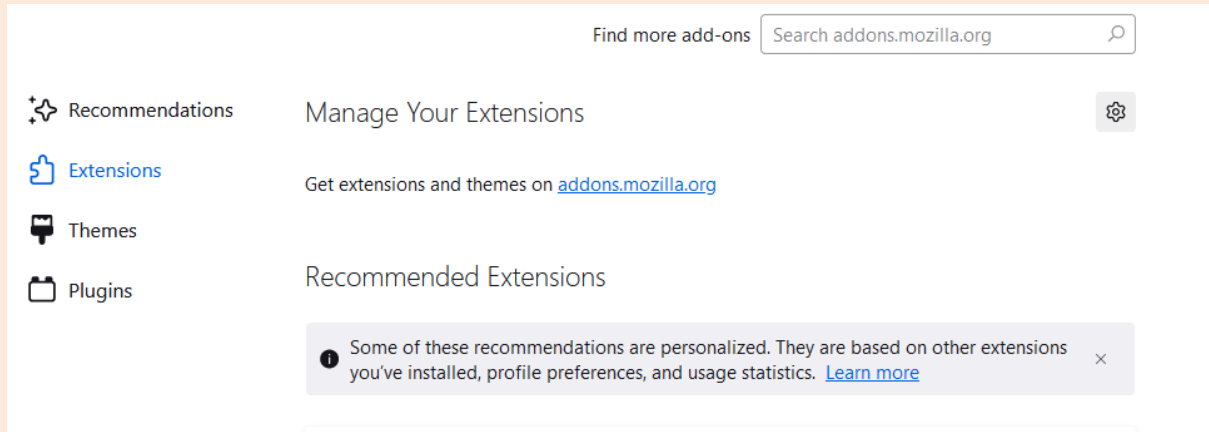 Find more add-ons Search addons.mozilla.org
Recommendations
Extensions
Themes
Plugins
Manage Your Extensions
Get extensions and themes on addons.mozilla.org
Recommended Extensions
Some of these recommendations are personalized. They are based on other extensions
you’ve installed, profile preferences, and usage statistics. Learn more